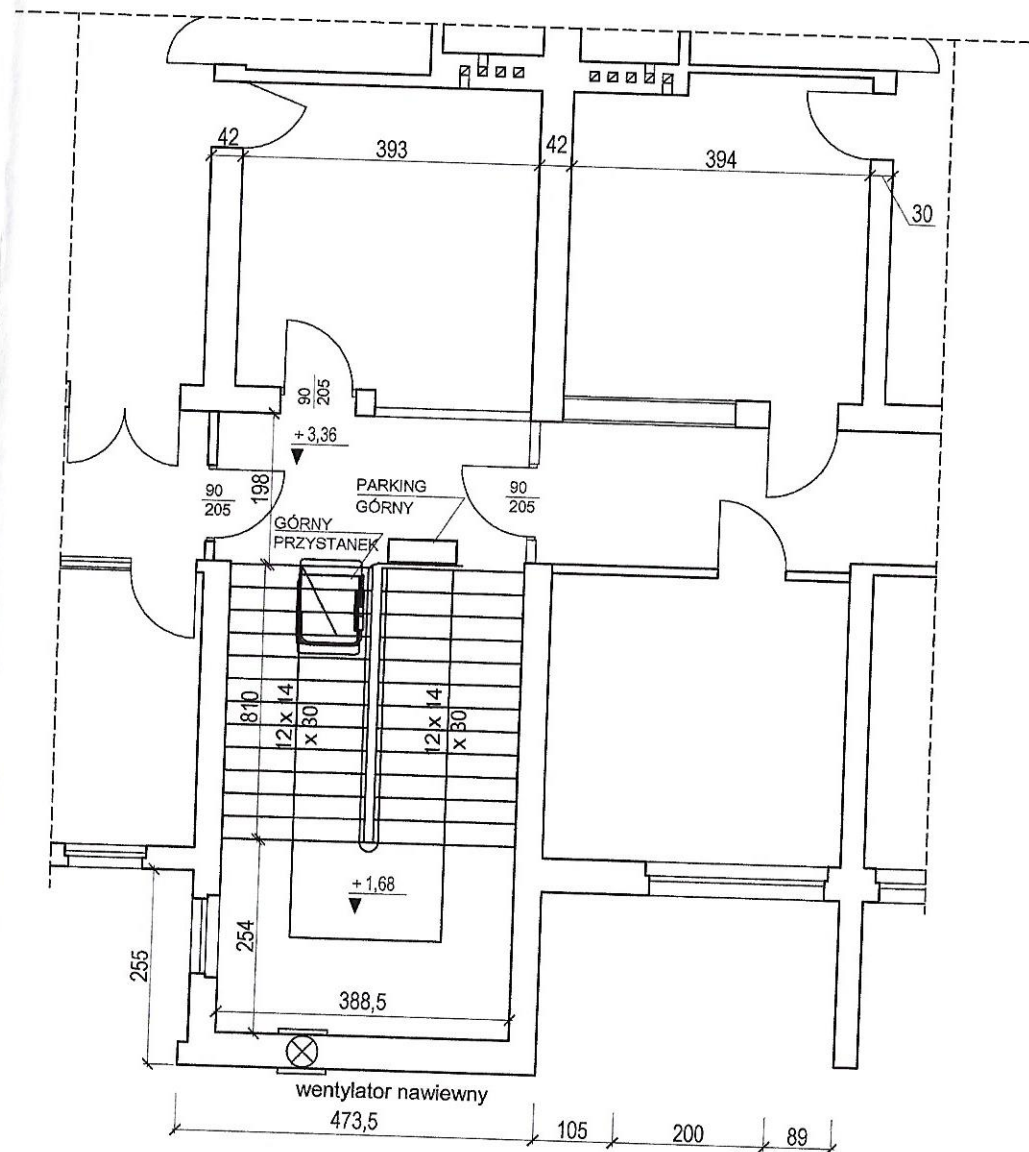 42
393
42
394
30
90
205
+ 3,36
198
90
205
PARKING
GÓRNY
90
205
GÓRNY
PRZYSTANEK
810
12 x 14
x 30
12 x 14
x 30
+ 1,68
255
254
388,5
wentylator nawiewny
473,5
105
200
89